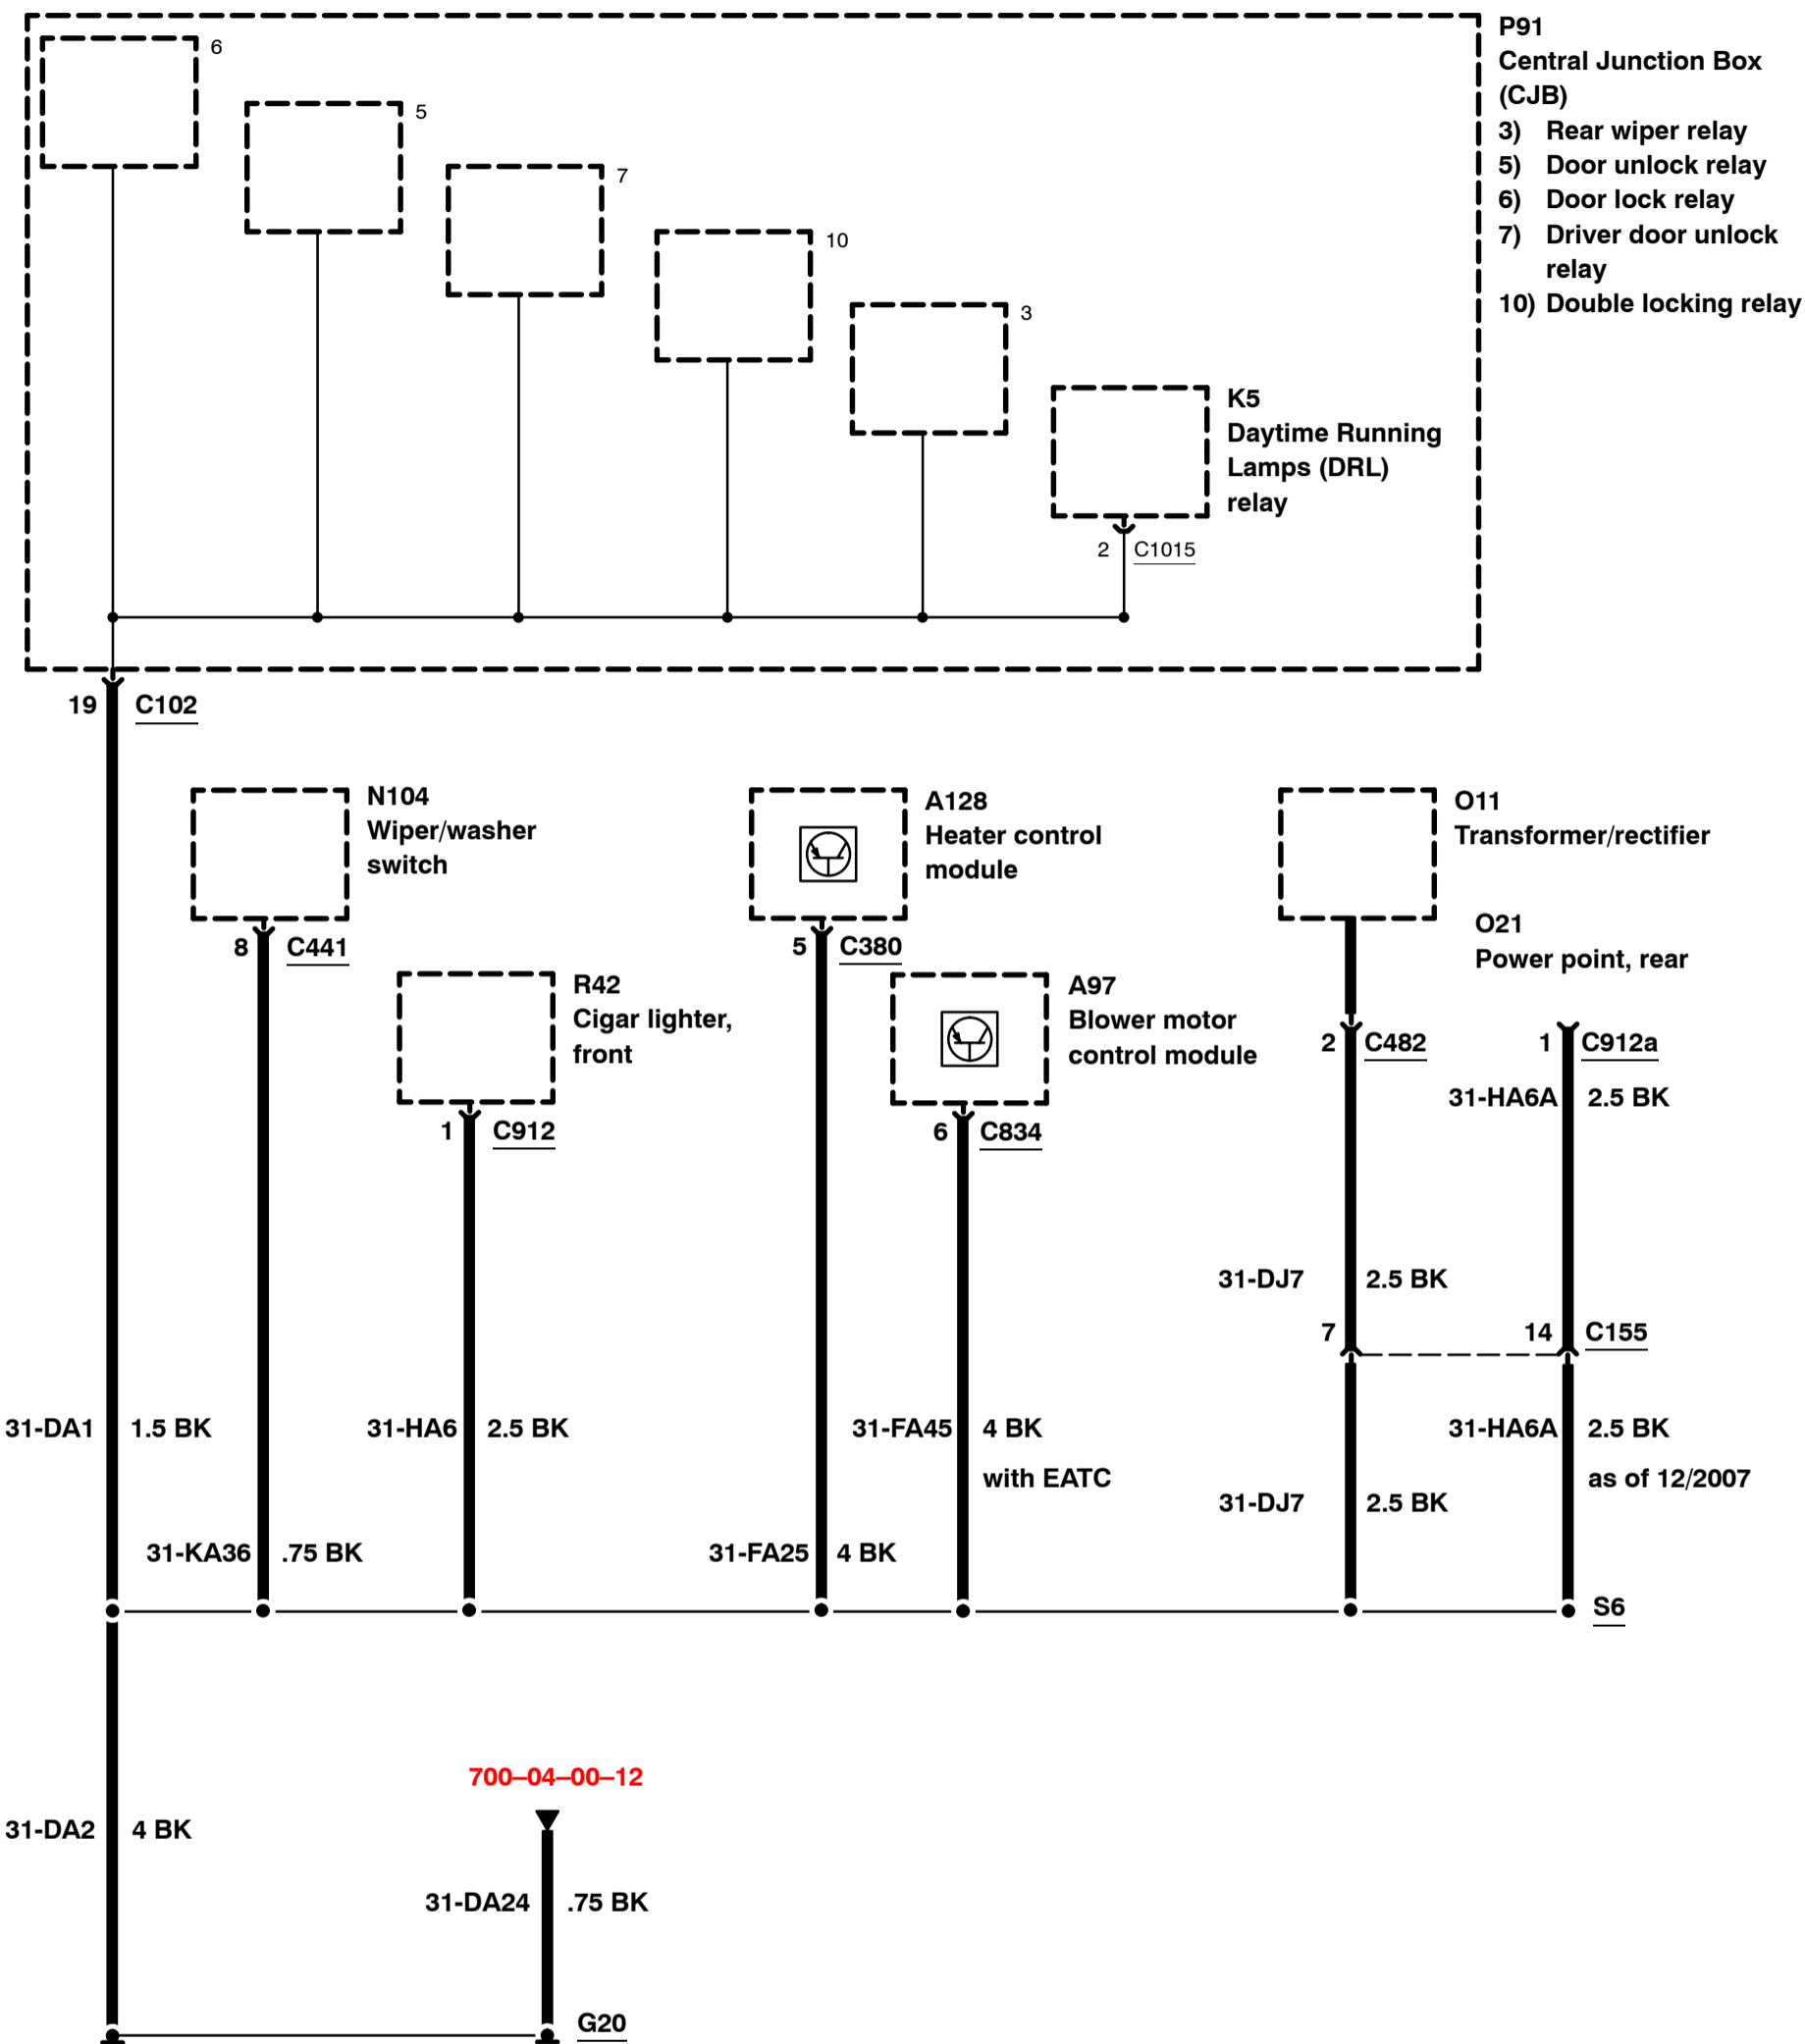 P91
Central Junction Box
(CJB)
3) Rear wiper relay
5) Door unlock relay
6) Door lock relay
7) Driver door unlock
relay
10) Double locking relay
6
5
7
10
3
K5
Daytime Running
Lamps (DRL)
relay
2 C1015
19 C102
N104
Wiper/washer
switch
8 C441
A128
Heater control
module
5 C380
O11
Transformer/rectifier
O21
Power point, rear
R42
Cigar lighter,
front
1 C912
A97
Blower motor
control module
6 C834
2 C482
1 C912a
31-HA6A 2.5 BK
31-DJ7 2.5 BK
7 14 C155
31-DA1 1.5 BK
31-HA6 2.5 BK
31-FA45 4 BK
with EATC
31-HA6A 2.5 BK
as of 12/2007
31-DJ7 2.5 BK
31-KA36 .75 BK
31-FA25 4 BK
S6
700–04–00–12
31-DA2 4 BK
31-DA24 .75 BK
G20